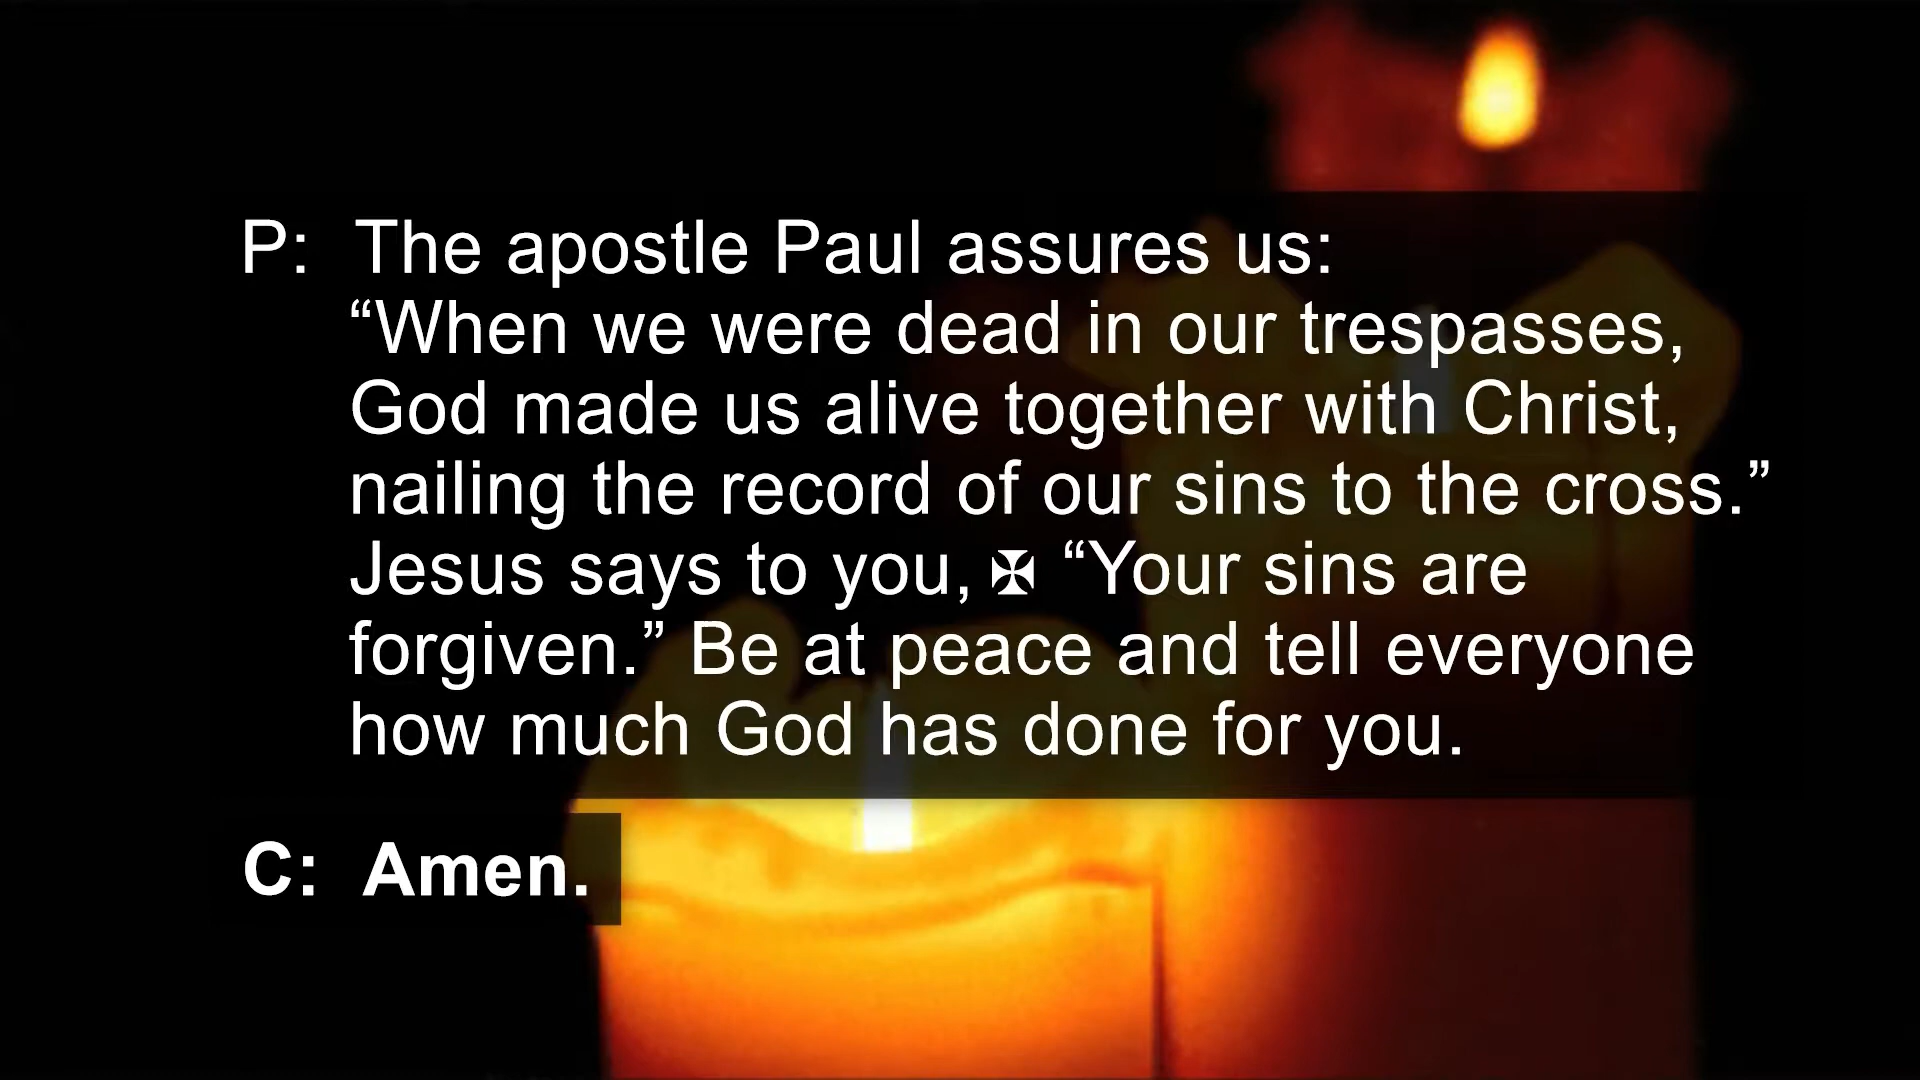 P: The apostle Paul assures us:
“When we were dead in our trespasses,
God made us alive together with Christ,
nailing the record of our sins to the cross.”
Jesus says to you, ✠ “Your sins are
forgiven.” Be at peace and tell everyone
how much God has done for you.
C: Amen.